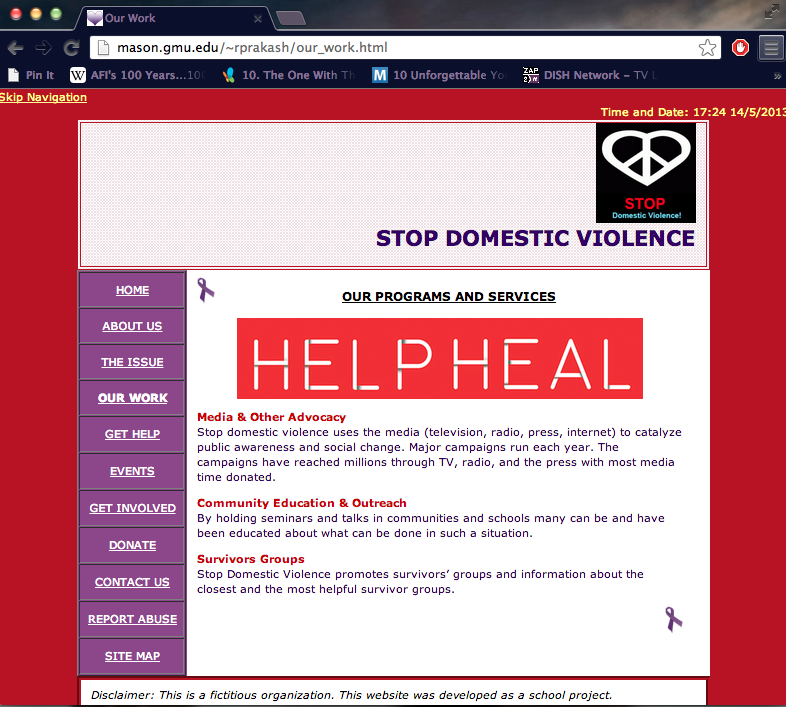 Our Work
mason.gmu.edu/~rprakash/our_work.html
Pin It
W AFI's 100 Years...100
10. The One With Th
M 10 Unforgettable Yo
ZAP 2it DISH Network – TV L
Skip Navigation
Time and Date: 17:24 14/5/2013
STOP
Domestic Violence!
STOP DOMESTIC VIOLENCE
HOME
ABOUT US
THE ISSUE
OUR WORK
GET HELP
EVENTS
GET INVOLVED
DONATE
CONTACT US
REPORT ABUSE
SITE MAP
OUR PROGRAMS AND SERVICES
HELP HEAL
Media & Other Advocacy
Stop domestic violence uses the media (television, radio, press, internet) to catalyze
public awareness and social change. Major campaigns run each year. The
campaigns have reached millions through TV, radio, and the press with most media
time donated.
Community Education & Outreach
By holding seminars and talks in communities and schools many can be and have
been educated about what can be done in such a situation.
Survivors Groups
Stop Domestic Violence promotes survivors’ groups and information about the
closest and the most helpful survivor groups.
Disclaimer: This is a fictitious organization. This website was developed as a school project.